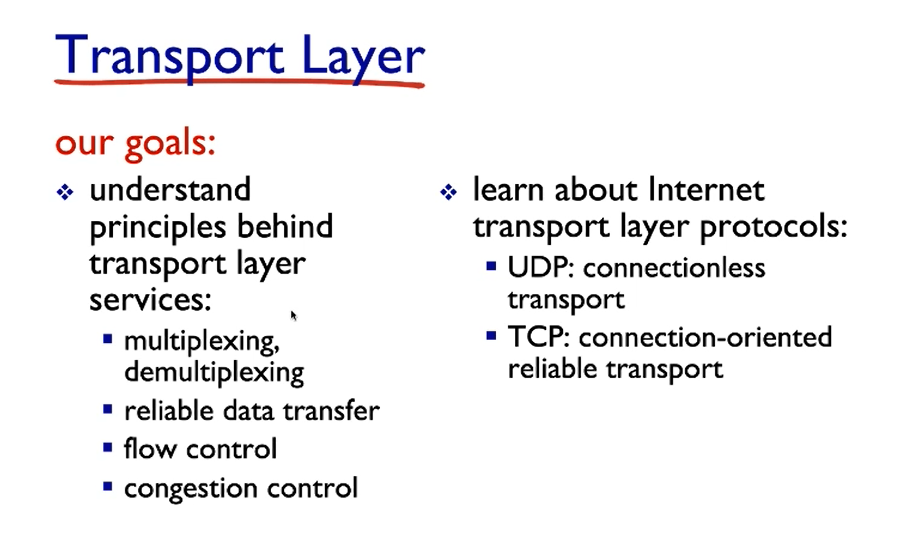 Transport Layer
our goals:
understand
principles behind
transport layer
services:
multiplexing,
demultiplexing
reliable data transfer
flow control
congestion control
learn about Internet
transport layer protocols:
UDP: connectionless
transport
TCP: connection-oriented
reliable transport